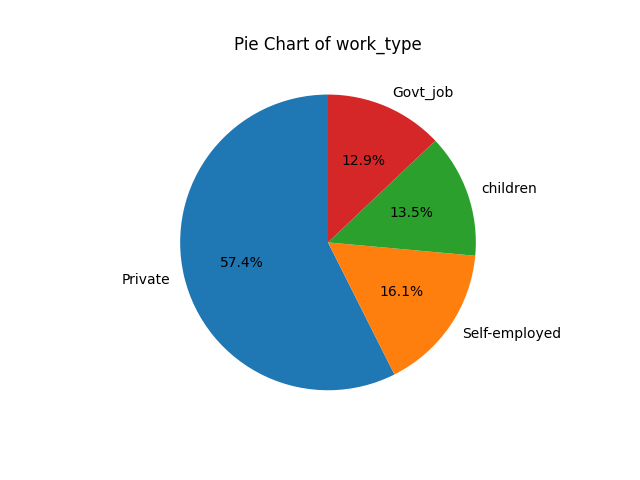 Pie Chart of work_type
Govt_job
12.9%
children
13.5%
57.4%
Private
16.1%
Self-employed